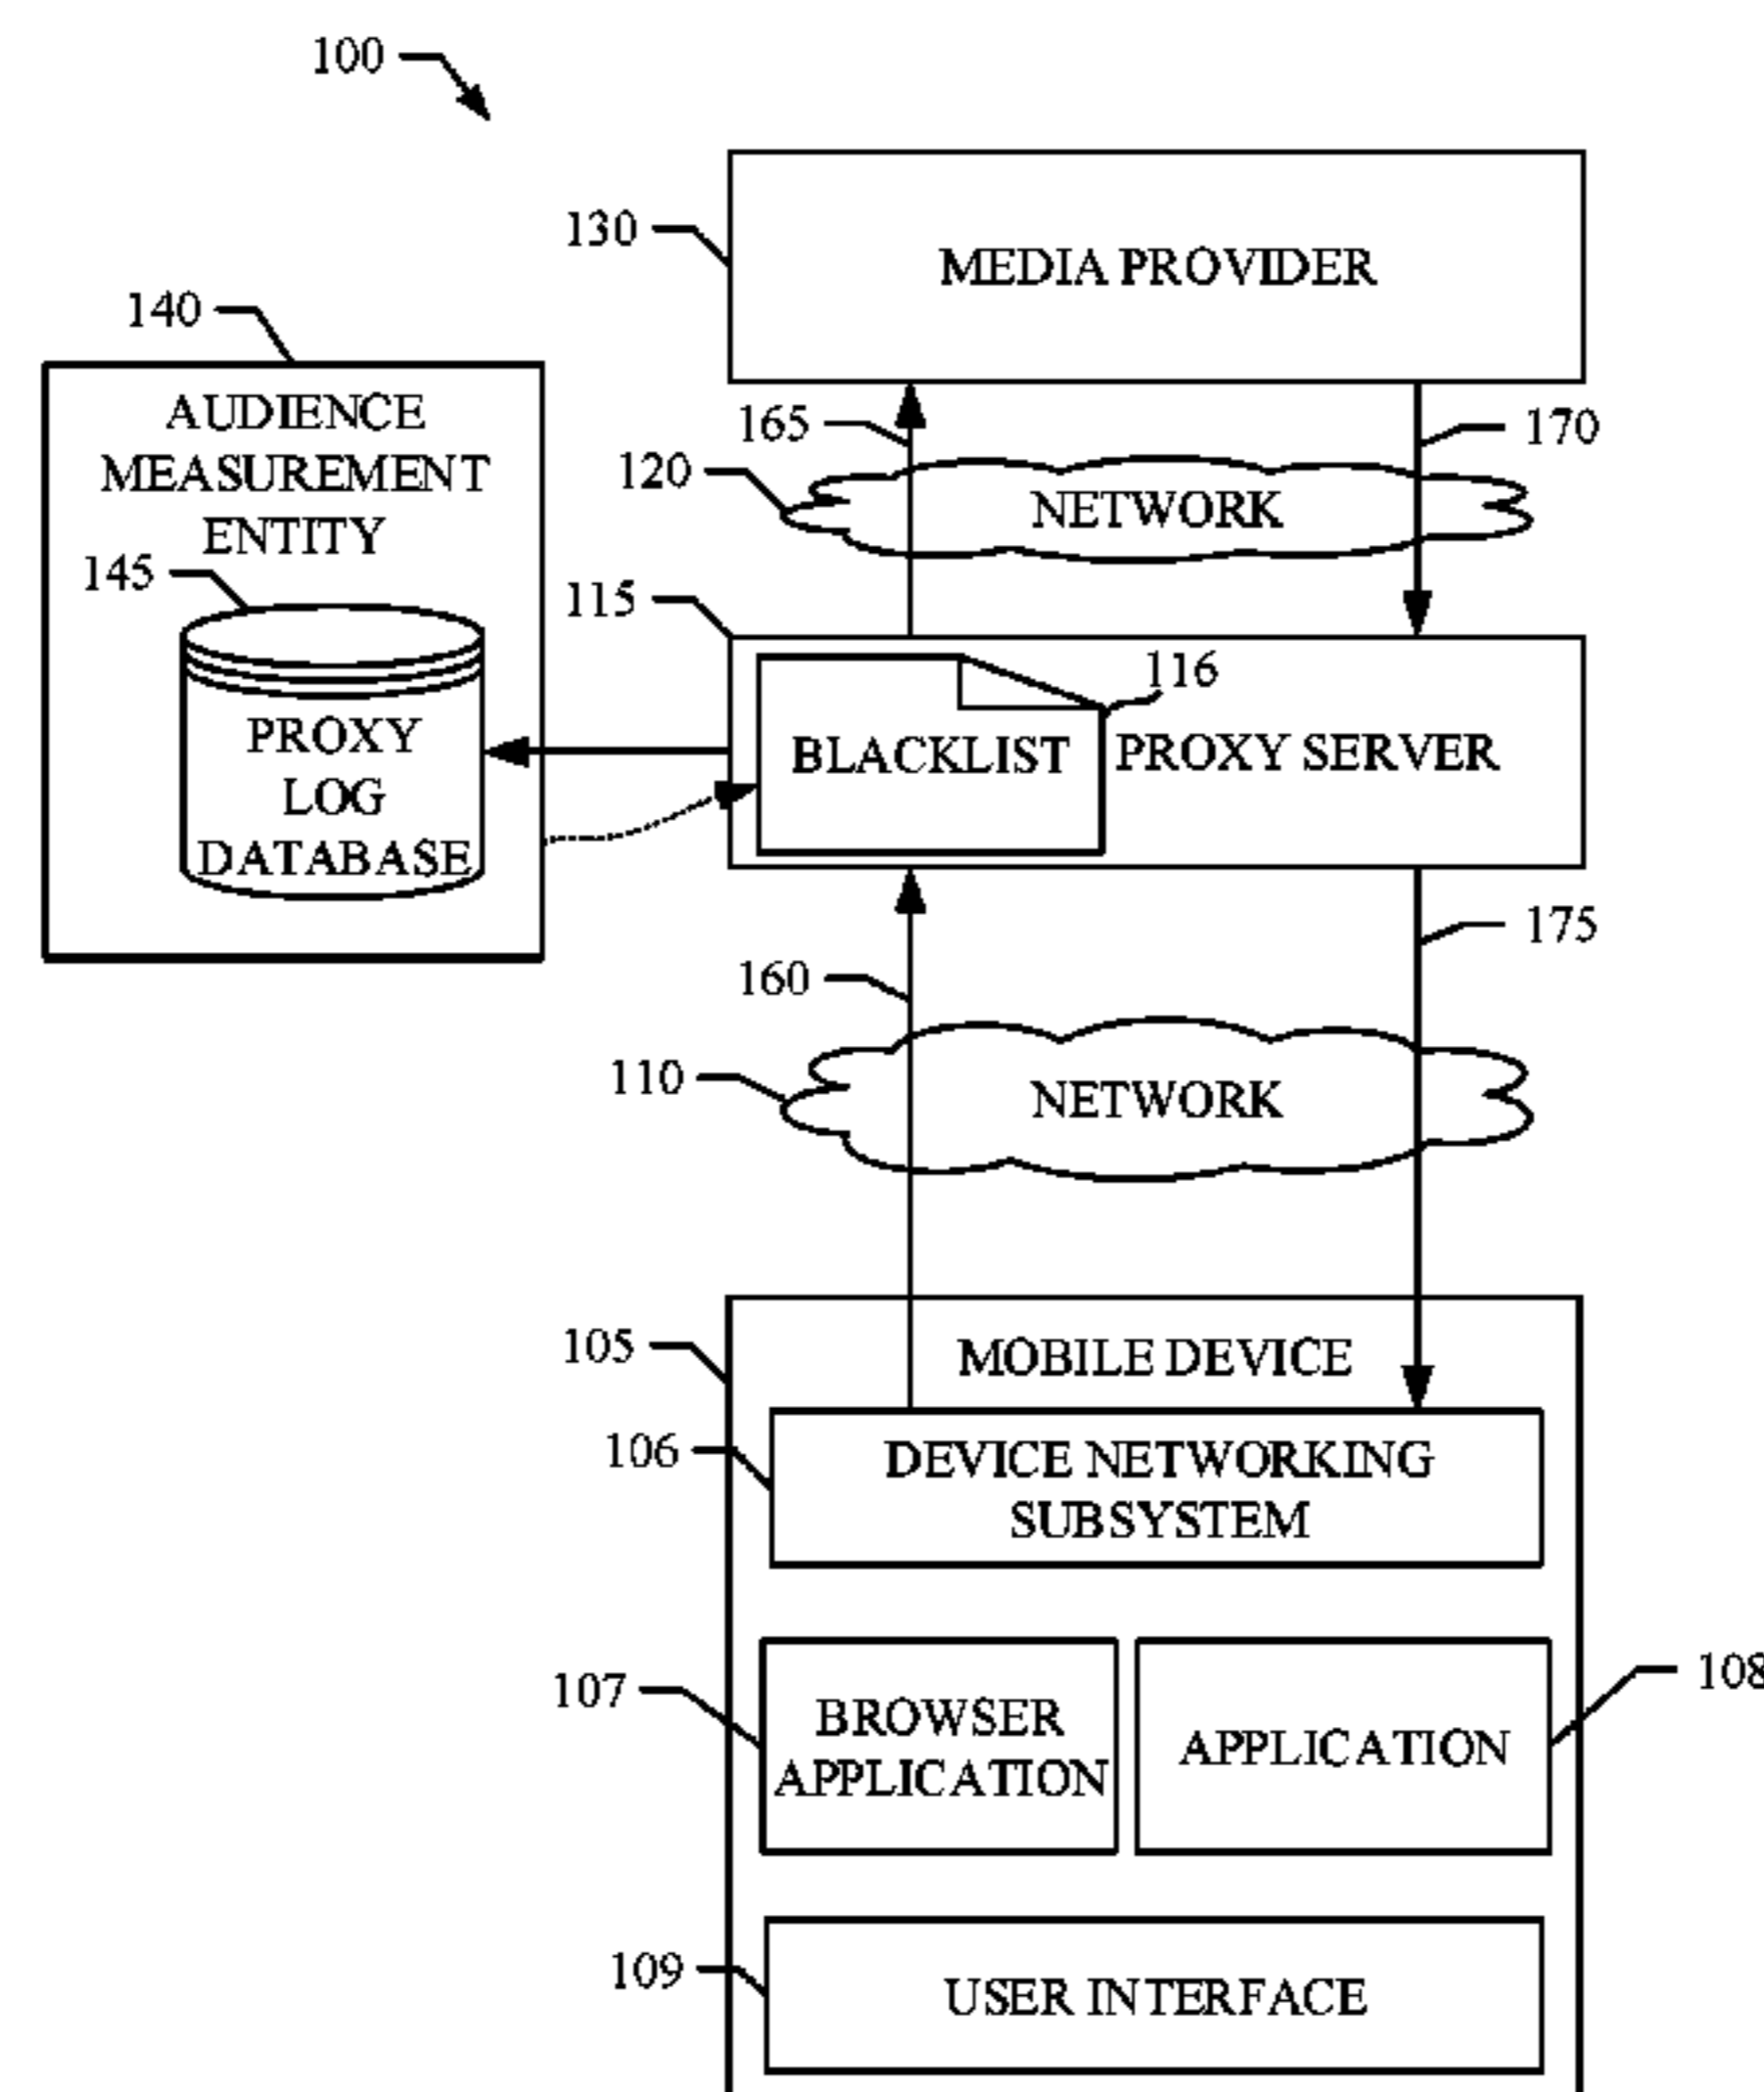 100
130
MEDIA PROVIDER
140
AUDIENCE
MEASUREMENT
ENTITY
145
PROXY
LOG
DATABASE
165
170
120
NETWORK
115
116
BLACKLIST
PROXY SERVER
175
160
110
NETWORK
105
MOBILE DEVICE
106
DEVICE NETWORKING
SUBSYSTEM
107
BROWSER
APPLICATION
APPLICATION
108
109
USER INTERFACE